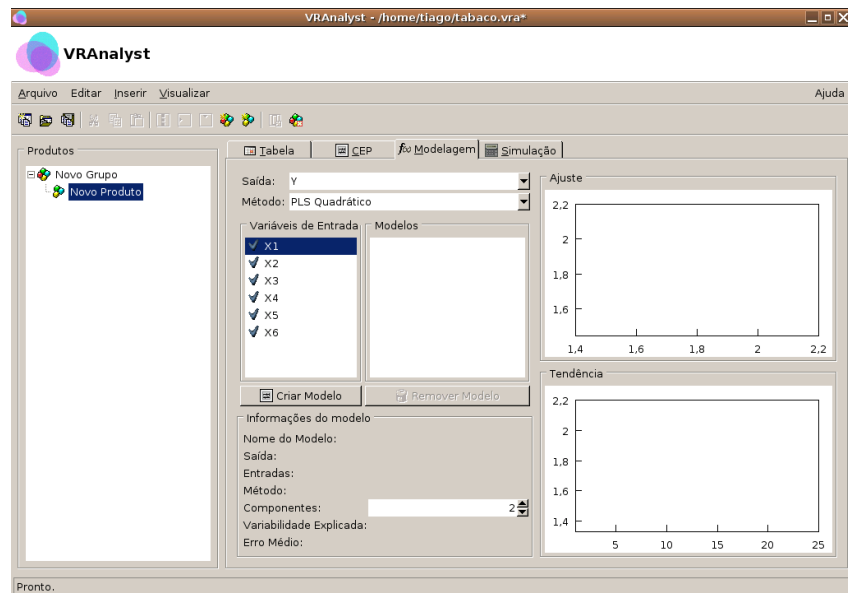 VRAnalyst - /home/tiago/tabaco.vra*
VRAnalyst
Arquivo Editar Inserir Visualizar Ajuda
Produtos
Novo Grupo
Novo Produto
Tabela CEP f(x) Modelagem Simulação
Saída: Y
Método: PLS Quadrático
Variáveis de Entrada
X1
X2
X3
X4
X5
X6
Modelos
Criar Modelo Remover Modelo
Informações do modelo
Nome do Modelo:
Saída:
Entradas:
Método:
Componentes: 2
Variabilidade Explicada:
Erro Médio:
Ajuste
2,2
2
1,8
1,6
1,4 1,6 1,8 2 2,2
Tendência
2,2
2
1,8
1,6
1,4
5 10 15 20 25
Pronto.